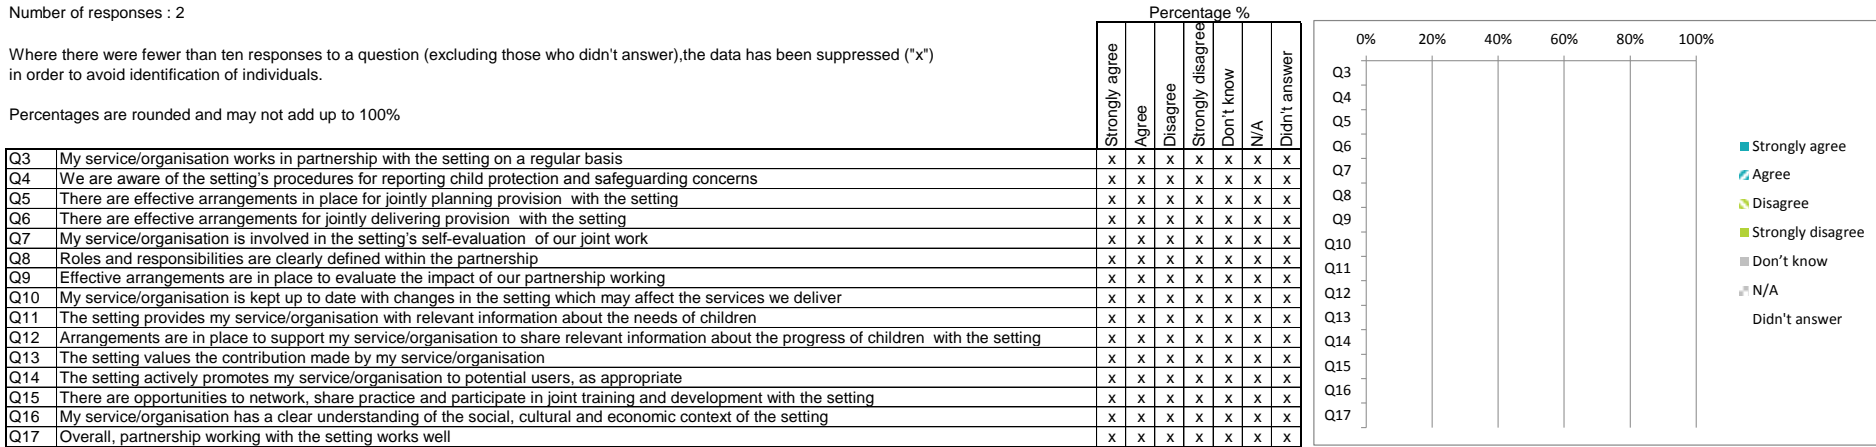 Number of responses : 2
Percentage %
Where there were fewer than ten responses to a question (excluding those who didn't answer),the data has been suppressed ("x")
in order to avoid identification of individuals.
Percentages are rounded and may not add up to 100%
Strongly agree
Agree
Disagree
Strongly disagree
Don't know
N/A
Didn't answer
Q3 My service/organisation works in partnership with the setting on a regular basis x x x x x x x
Q4 We are aware of the setting's procedures for reporting child protection and safeguarding concerns x x x x x x x
Q5 There are effective arrangements in place for jointly planning provision with the setting x x x x x x x
Q6 There are effective arrangements for jointly delivering provision with the setting x x x x x x x
Q7 My service/organisation is involved in the setting's self-evaluation of our joint work x x x x x x x
Q8 Roles and responsibilities are clearly defined within the partnership x x x x x x x
Q9 Effective arrangements are in place to evaluate the impact of our partnership working x x x x x x x
Q10 My service/organisation is kept up to date with changes in the setting which may affect the services we deliver x x x x x x x
Q11 The setting provides my service/organisation with relevant information about the needs of children x x x x x x x
Q12 Arrangements are in place to support my service/organisation to share relevant information about the progress of children with the setting x x x x x x x
Q13 The setting values the contribution made by my service/organisation x x x x x x x
Q14 The setting actively promotes my service/organisation to potential users, as appropriate x x x x x x x
Q15 There are opportunities to network, share practice and participate in joint training and development with the setting x x x x x x x
Q16 My service/organisation has a clear understanding of the social, cultural and economic context of the setting x x x x x x x
Q17 Overall, partnership working with the setting works well x x x x x x x
0% 20% 40% 60% 80% 100%
Q3
Q4
Q5
Q6
Q7
Q8
Q9
Q10
Q11
Q12
Q13
Q14
Q15
Q16
Q17
Strongly agree
Agree
Disagree
Strongly disagree
Don't know
N/A
Didn't answer